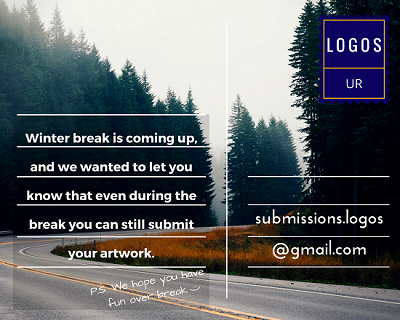 LOGOS
UR
Winter break is coming up,
and we wanted to let you
know that even during the
break you can still submit
your artwork.
P.S. We hope you have
fun over break
submissions.logos
@gmail.com